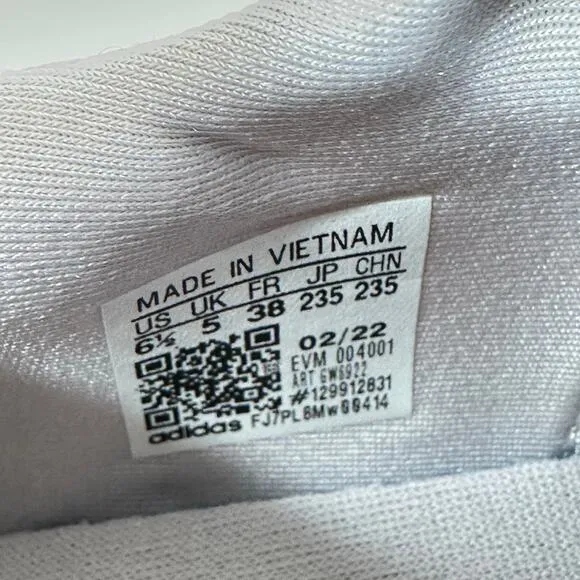 MADE IN VIETNAM
US UK FR JP CHN
6½ 5 38 235 235
02/22
EVM 004001
ART GW6922
#129912831
adidas FJ7PL8Mw00414